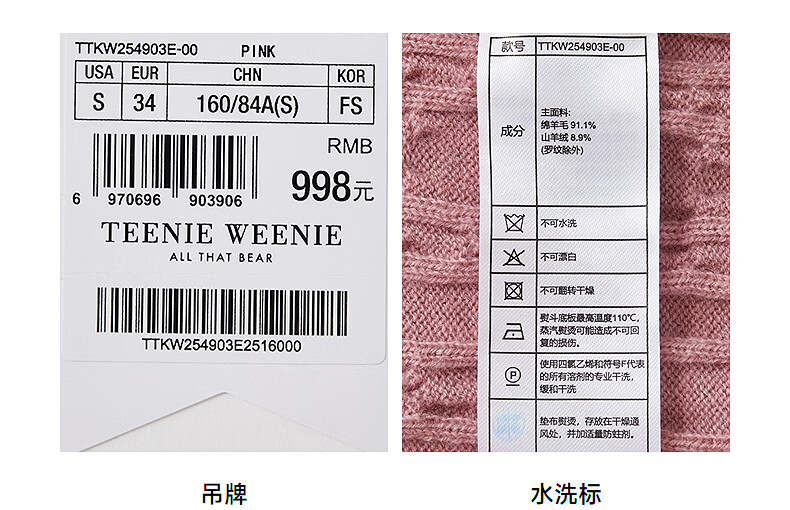 TTKW254903E-00 PINK
USA EUR CHN KOR
S 34 160/84A(S) FS
RMB
998元
6 970696 903906
TEENIE WEENIE
ALL THAT BEAR
TTKW254903E2516000
吊牌
款号 TTKW254903E-00
成分
主面料:
绵羊毛 91.1%
山羊绒 8.9%
(罗纹除外)
不可水洗
不可漂白
不可翻转干燥
熨斗底板最高温度110℃,
蒸汽熨烫可能造成不可回
复的损伤。
使用四氯乙烯和符号F代表
的所有溶剂的专业干洗,
缓和干洗
垫布熨烫,存放在干燥通
风处,并加适量防蛀剂.
水洗标